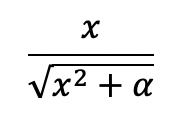 x
√x² + α